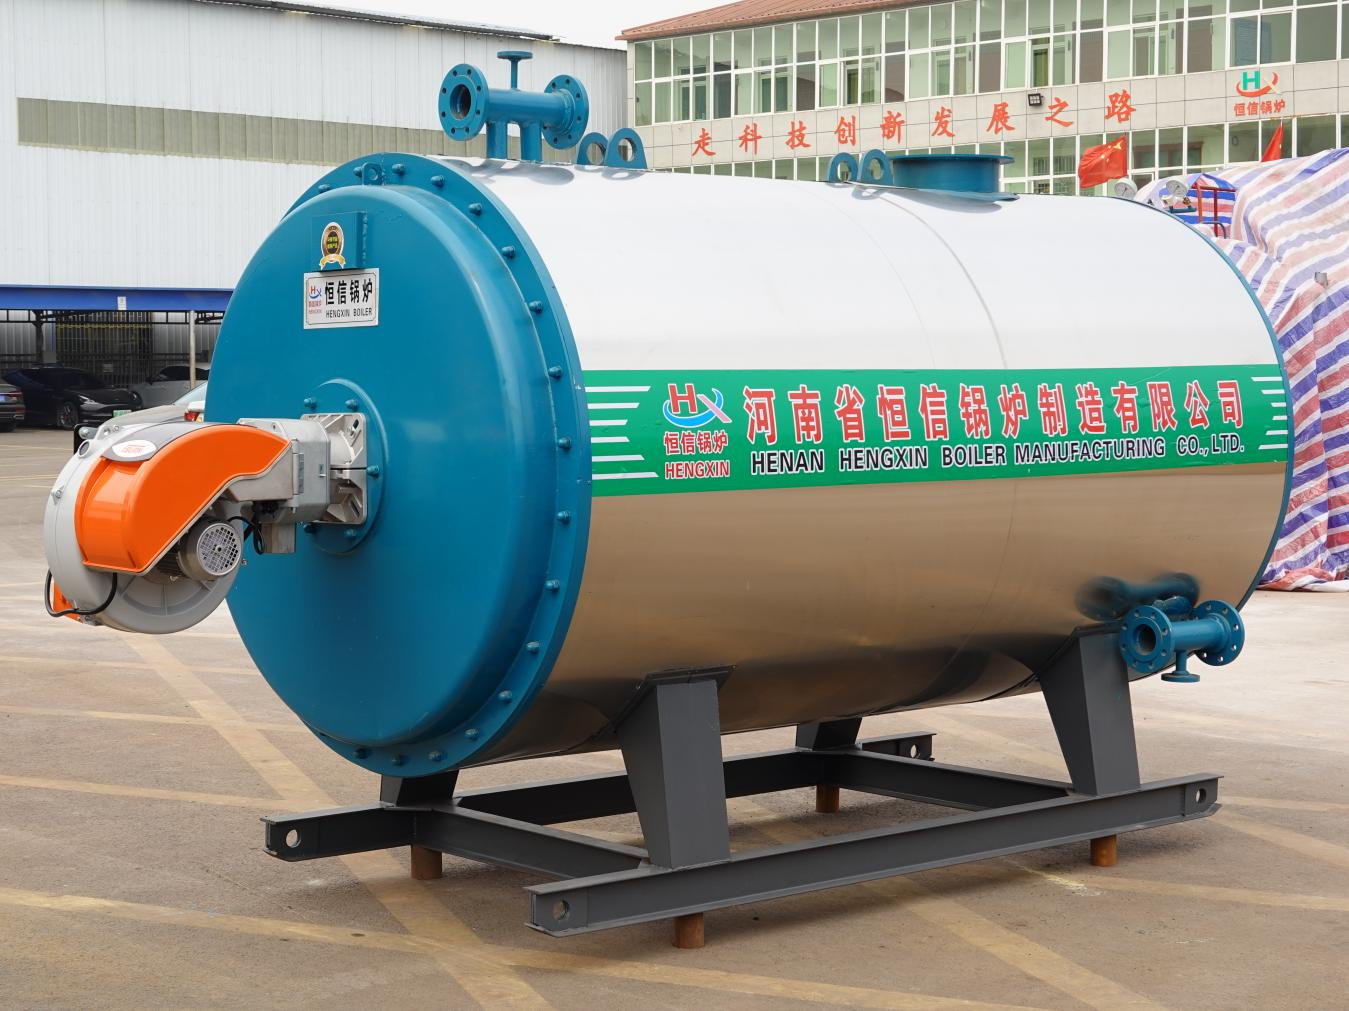 走科技创新发展之路
恒信锅炉
恒信锅炉
HENGXIN BOILER
恒信锅炉
HENGXIN
河南省恒信锅炉制造有限公司
HENAN HENGXIN BOILER MANUFACTURING CO., LTD.